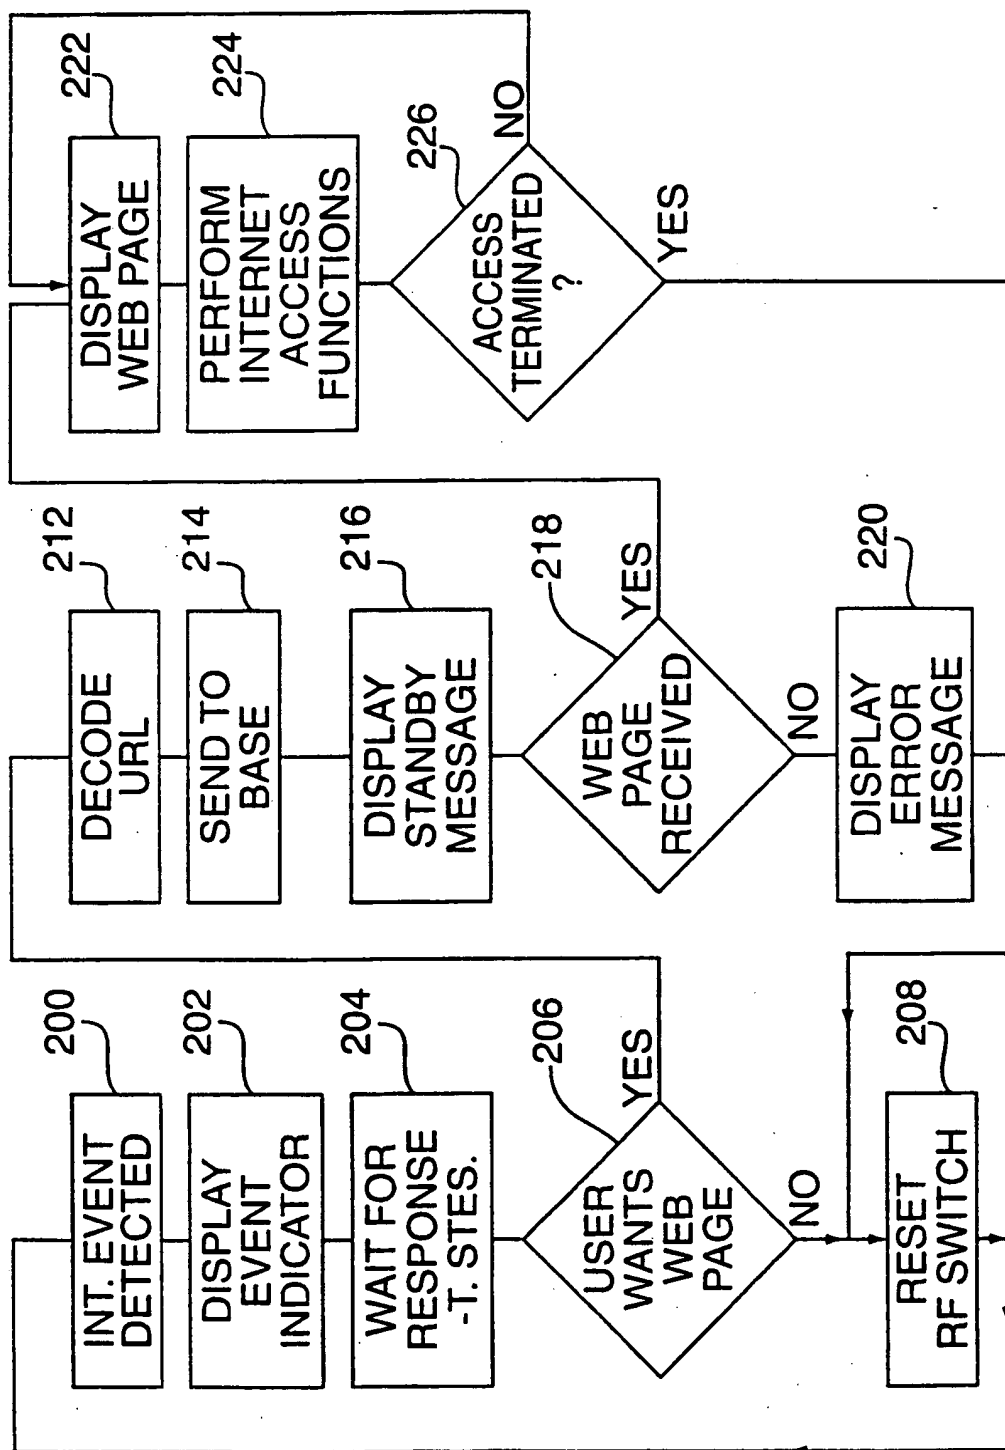 200
INT. EVENT
DETECTED
202
DISPLAY
EVENT
INDICATOR
204
WAIT FOR
RESPONSE
-T. STES.
206
USER
WANTS
WEB
PAGE
YES
NO
208
RESET
RF SWITCH
212
DECODE
URL
214
SEND TO
BASE
216
DISPLAY
STANDBY
MESSAGE
218
WEB
PAGE
RECEIVED
YES
NO
220
DISPLAY
ERROR
MESSAGE
222
DISPLAY
WEB PAGE
224
PERFORM
INTERNET
ACCESS
FUNCTIONS
226
ACCESS
TERMINATED
?
NO
YES